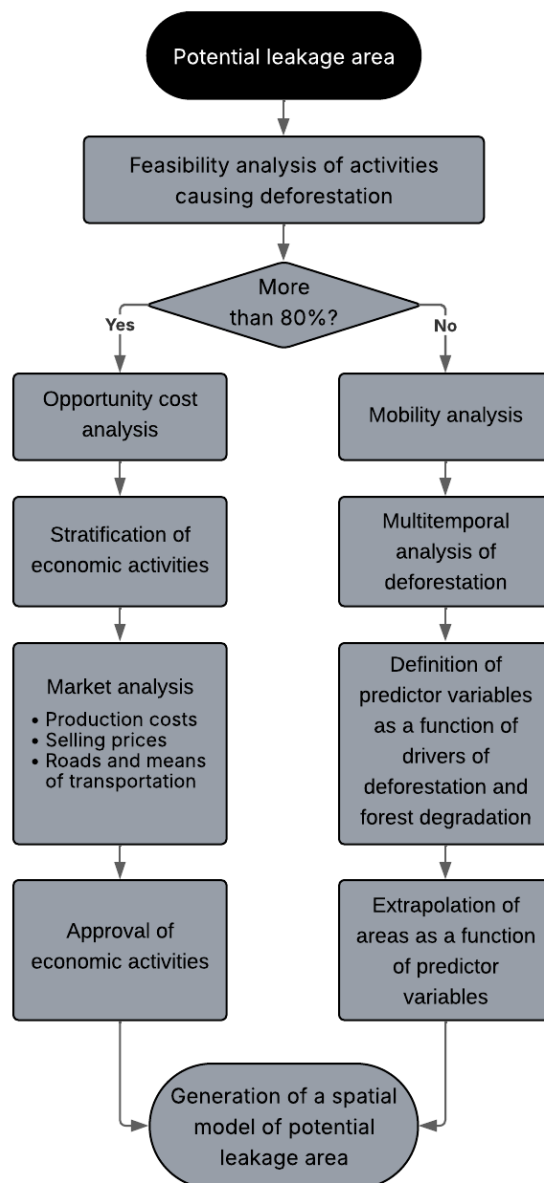 Potential leakage area
Feasibility analysis of activities
causing deforestation
More
than 80%?
Yes
No
Opportunity cost
analysis
Mobility analysis
Stratification of
economic activities
Multitemporal
analysis of
deforestation
Market analysis
• Production costs
• Selling prices
• Roads and means
of transportation
Definition of
predictor variables
as a function of
drivers of
deforestation and
forest degradation
Approval of
economic activities
Extrapolation of
areas as a function
of predictor
variables
Generation of a spatial
model of potential
leakage area